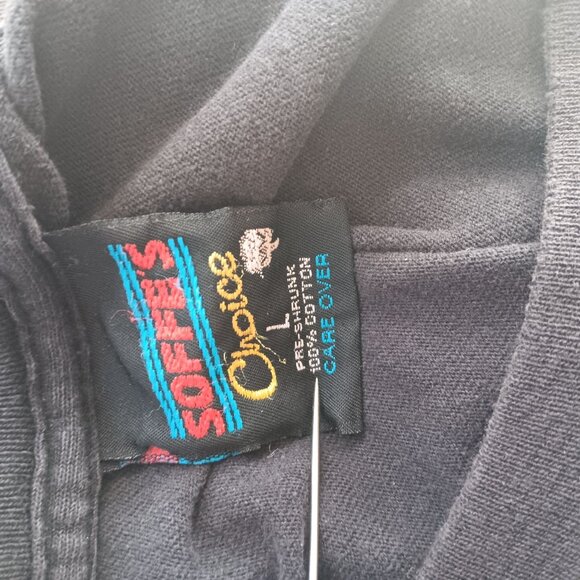 SOFFE'S
Choice
L
PRE-SHRUNK
100% COTTON
CARE OVER